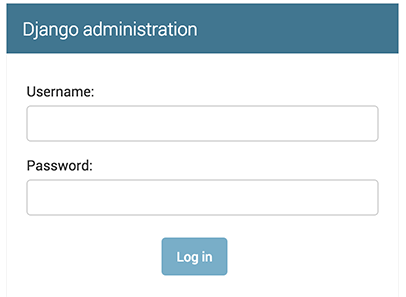 Django administration
Username:
Password:
Log in